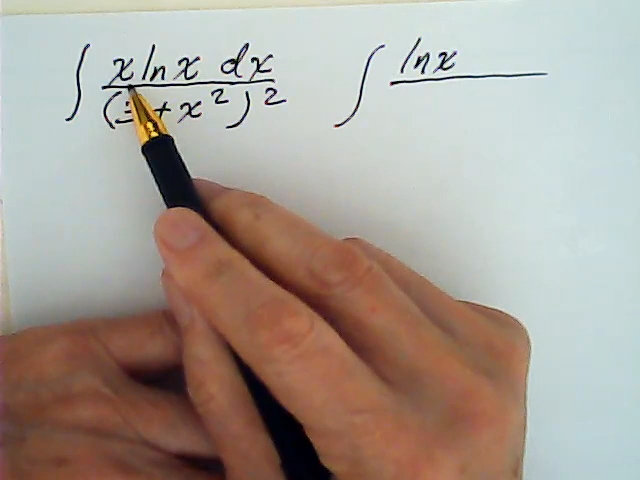 ∫ x ln x dx / ( + x²)² ∫ ln x /